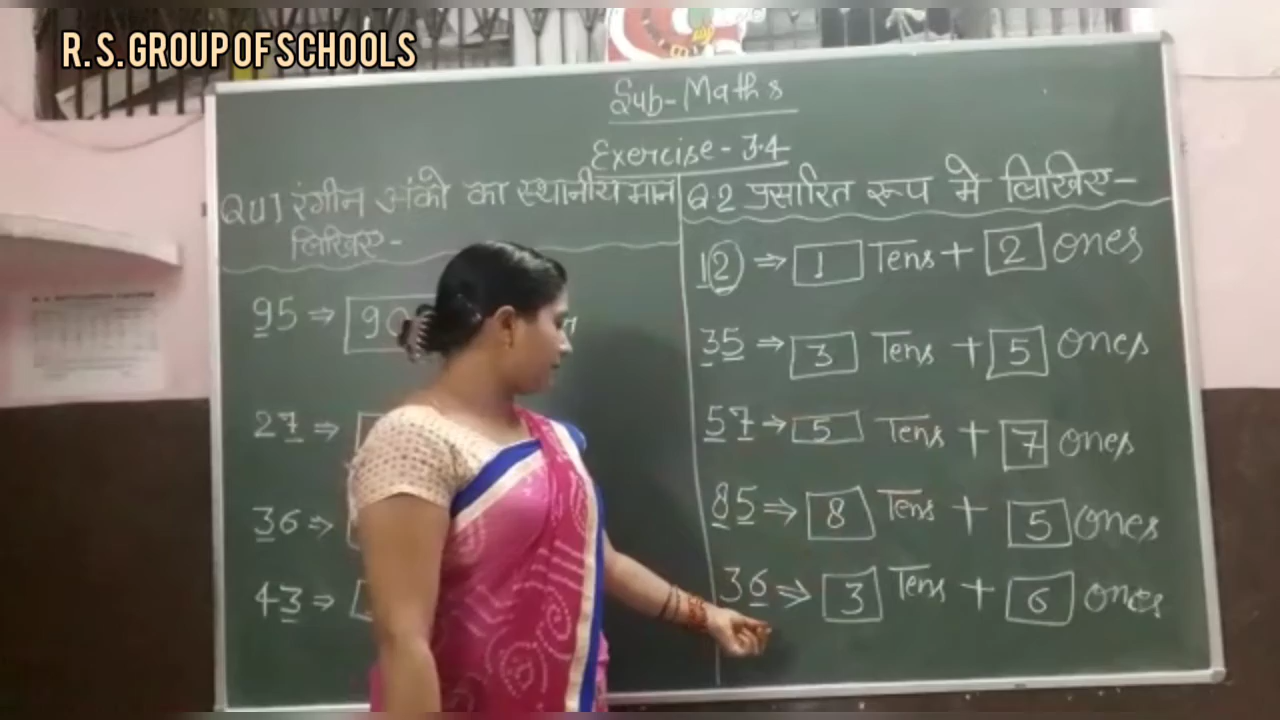 R.S. GROUP OF SCHOOLS
Sub-Maths
Exercise-3.4
Q.1] रंगीन अंको का स्थानीय मान
लिखिए-
95 ⇒ 90
27 ⇒
36 ⇒
43 ⇒
Q 2 प्रसारित रूप मे लिखिए-
12 ⇒ 1 Tens + 2 ones
35 ⇒ 3 Tens + 5 ones
57 ⇒ 5 Tens + 7 ones
85 ⇒ 8 Tens + 5 ones
36 ⇒ 3 Tens + 6 ones